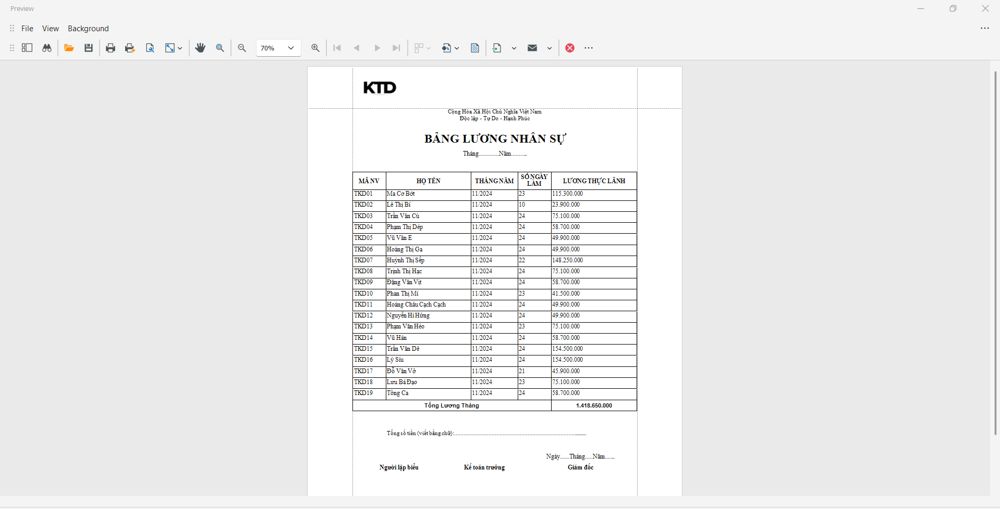 Preview
File View Background
70%
KTD
Cộng Hòa Xã Hội Chủ Nghĩa Việt Nam
Độc lập - Tự Do - Hạnh Phúc
BẢNG LƯƠNG NHÂN SỰ
Tháng.............Năm..........
MÃ NV HỌ TÊN THÁNG NĂM SỐ NGÀY LÀM LƯƠNG THỰC LÃNH
TKD01 Ma Cơ Bớt 11/2024 23 115.300.000
TKD02 Lê Thị Bí 11/2024 10 23.900.000
TKD03 Trần Văn Cù 11/2024 24 75.100.000
TKD04 Phạm Thị Dép 11/2024 24 58.700.000
TKD05 Vũ Văn E 11/2024 24 49.900.000
TKD06 Hoàng Thị Ga 11/2024 24 49.900.000
TKD07 Huỳnh Thị Sếp 11/2024 22 148.250.000
TKD08 Trịnh Thị Hạc 11/2024 24 75.100.000
TKD09 Đặng Văn Vịt 11/2024 24 58.700.000
TKD10 Phan Thị Mí 11/2024 23 41.500.000
TKD11 Hoàng Châu Cạch Cạch 11/2024 24 49.900.000
TKD12 Nguyễn Hí Hửng 11/2024 24 49.900.000
TKD13 Phạm Văn Héo 11/2024 23 75.100.000
TKD14 Vũ Hán 11/2024 24 58.700.000
TKD15 Trần Văn Dê 11/2024 24 154.500.000
TKD16 Lý Sìu 11/2024 24 154.500.000
TKD17 Đỗ Văn Vở 11/2024 21 45.900.000
TKD18 Lưu Bá Đạo 11/2024 23 75.100.000
TKD19 Tông Ca 11/2024 24 58.700.000
Tổng Lương Tháng 1.418.650.000
Tổng số tiền (viết bằng chữ):....................................................................................
Ngày......Tháng.....Năm......
Người lập biểu Kế toán trưởng Giám đốc